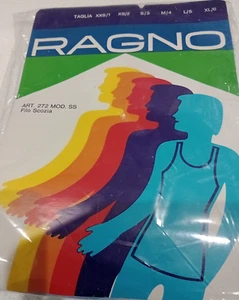 TAGLIA XXS/1 XS/2 S/3 M/4 L/5 XL/6
RAGNO
ART. 272 MOD. SS
Filo Scozia